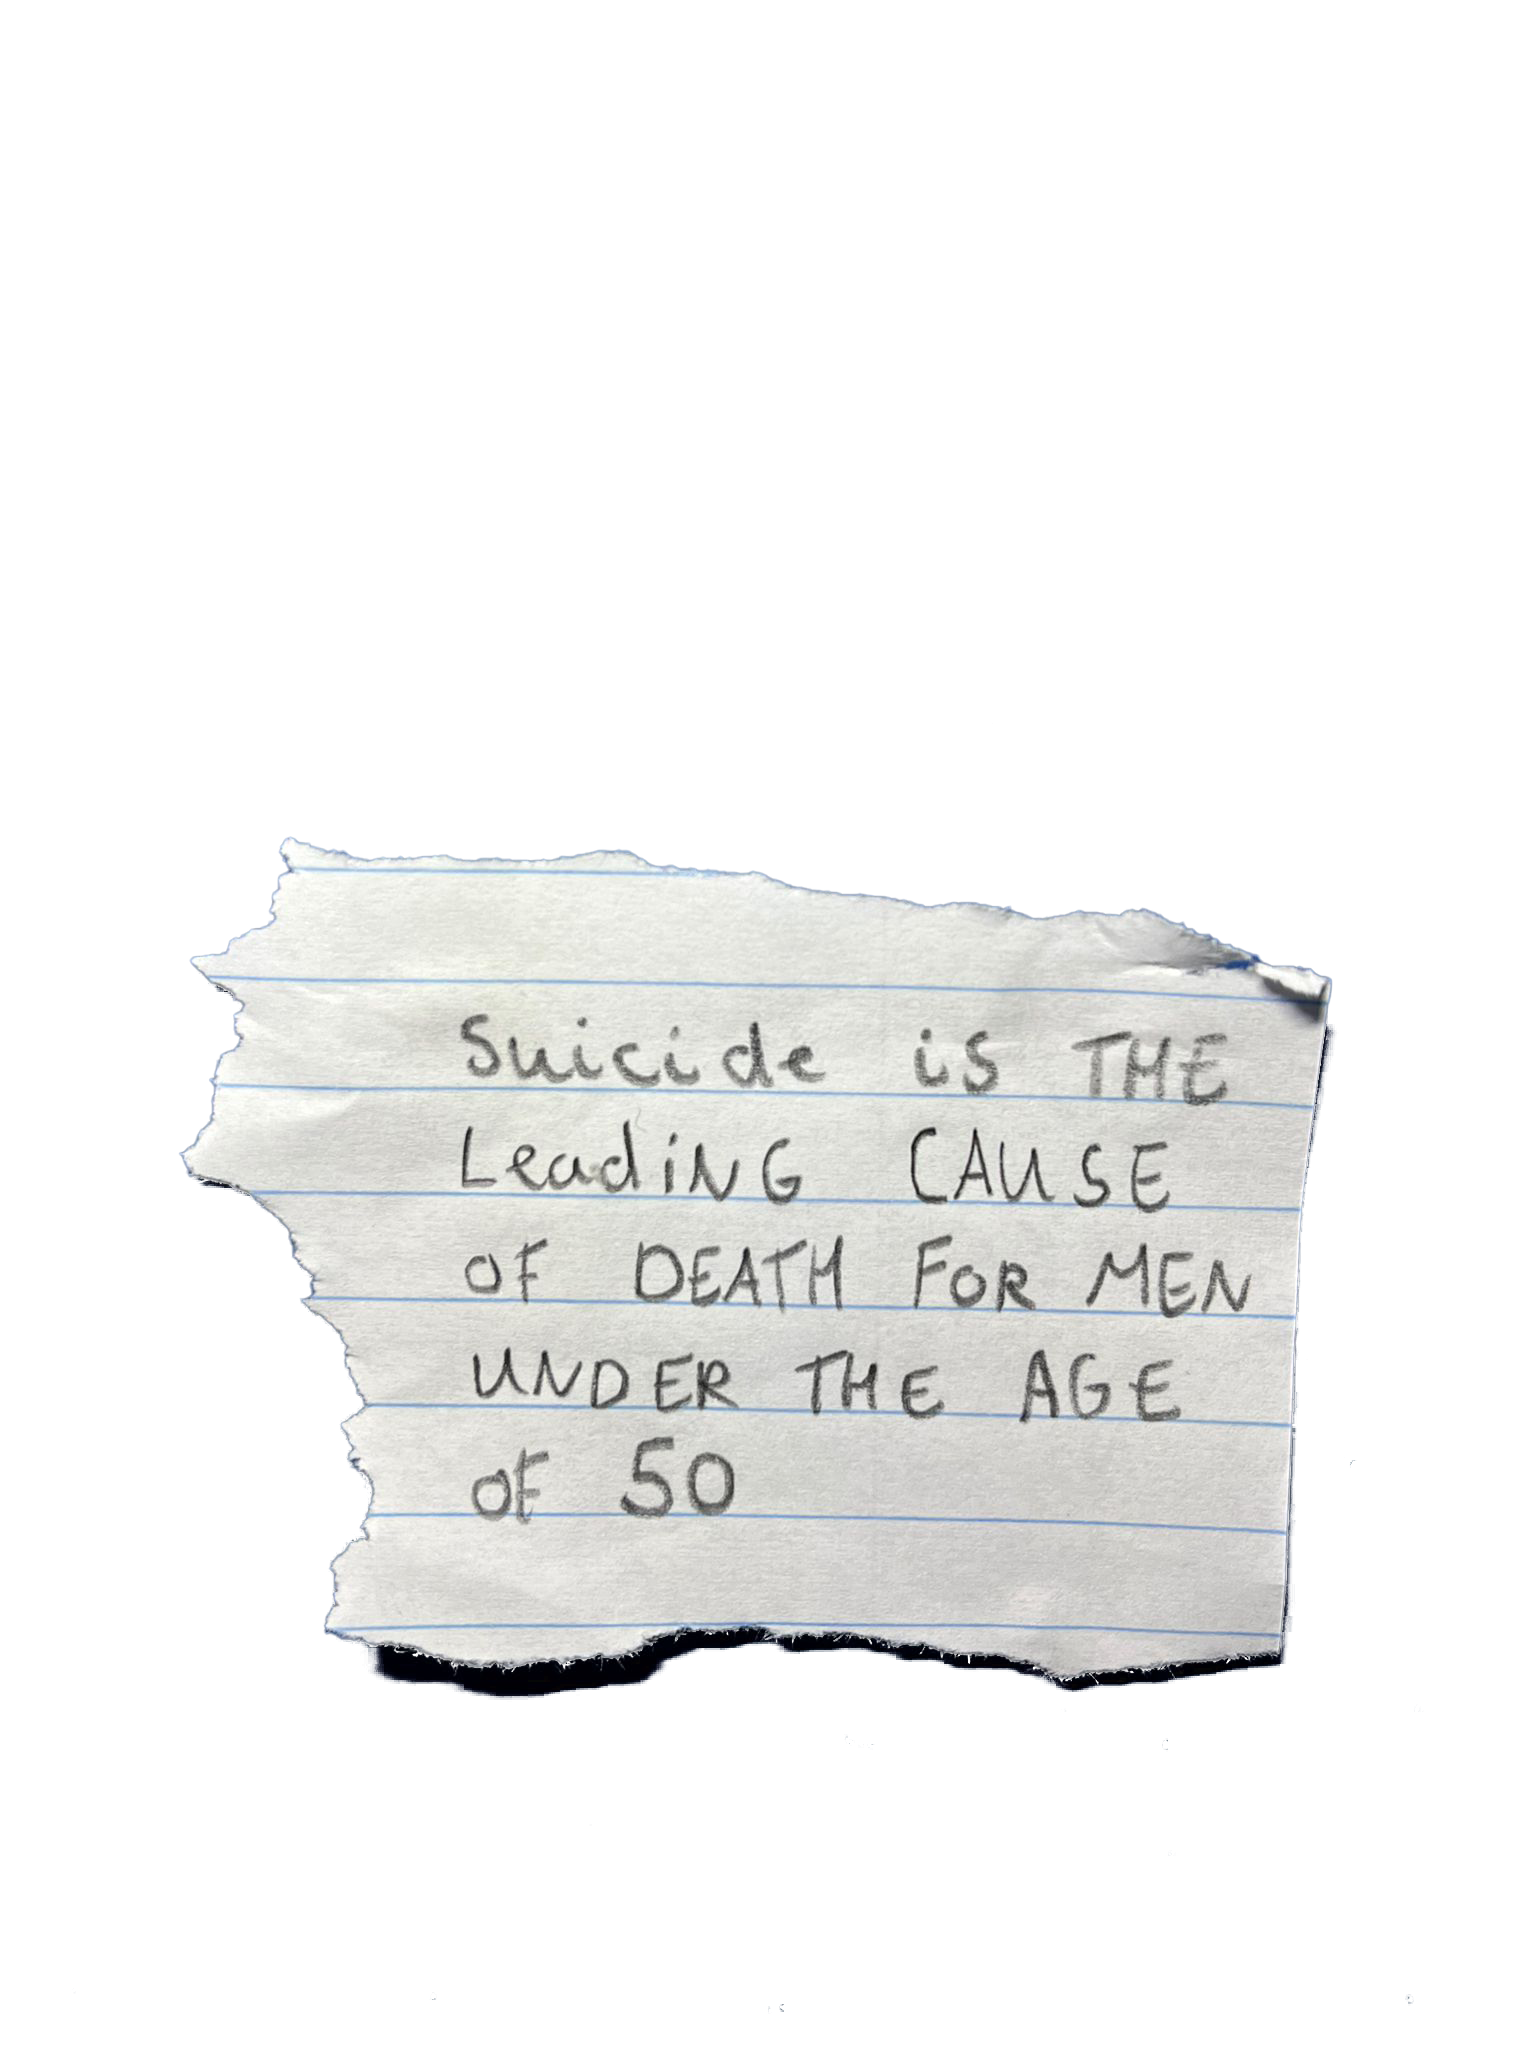 Suicide is THE
LeadiNG CAUSE
OF DEATH FOR MEN
UNDER THE AGE
OF 50